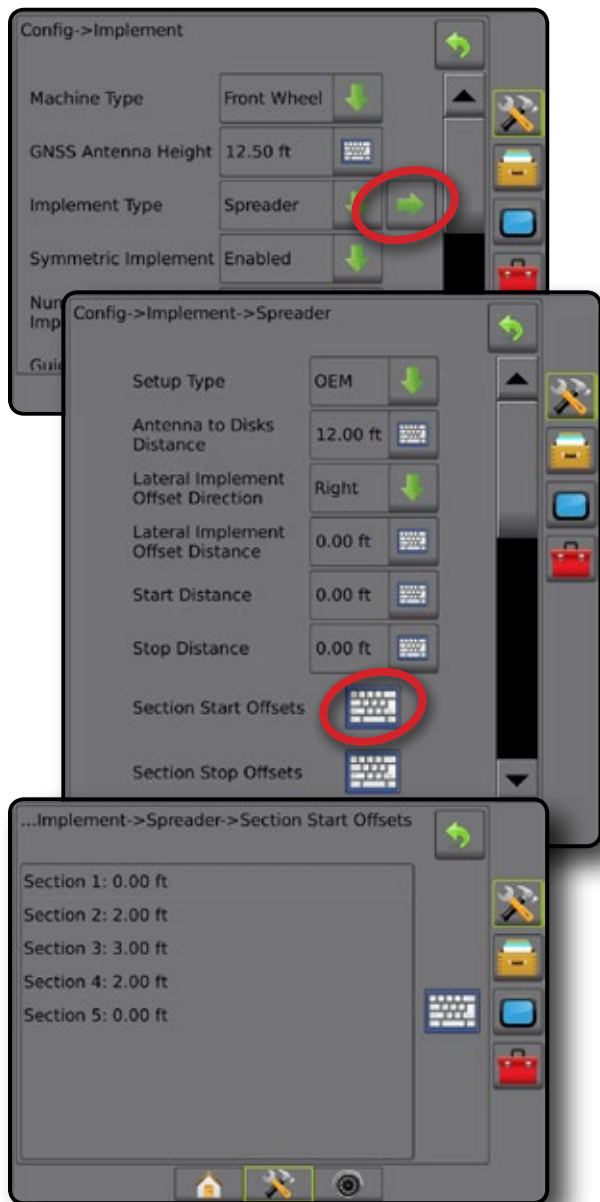 Config->Implement
Machine Type Front Wheel
GNSS Antenna Height 12.50 ft
Implement Type Spreader
Symmetric Implement Enabled
Config->Implement->Spreader
Setup Type OEM
Antenna to Disks
Distance 12.00 ft
Lateral Implement
Offset Direction Right
Lateral Implement
Offset Distance 0.00 ft
Start Distance 0.00 ft
Stop Distance 0.00 ft
Section Start Offsets
Section Stop Offsets
...Implement->Spreader->Section Start Offsets
Section 1: 0.00 ft
Section 2: 2.00 ft
Section 3: 3.00 ft
Section 4: 2.00 ft
Section 5: 0.00 ft